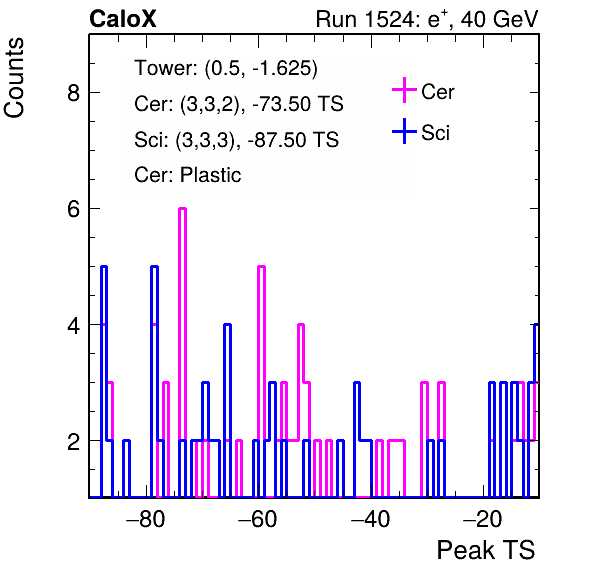 CaloX Run 1524: e⁺, 40 GeV
Counts
Tower: (0.5, -1.625)
Cer: (3,3,2), -73.50 TS
Sci: (3,3,3), -87.50 TS
Cer: Plastic
Cer
Sci
8
6
4
2
−80 −60 −40 −20
Peak TS